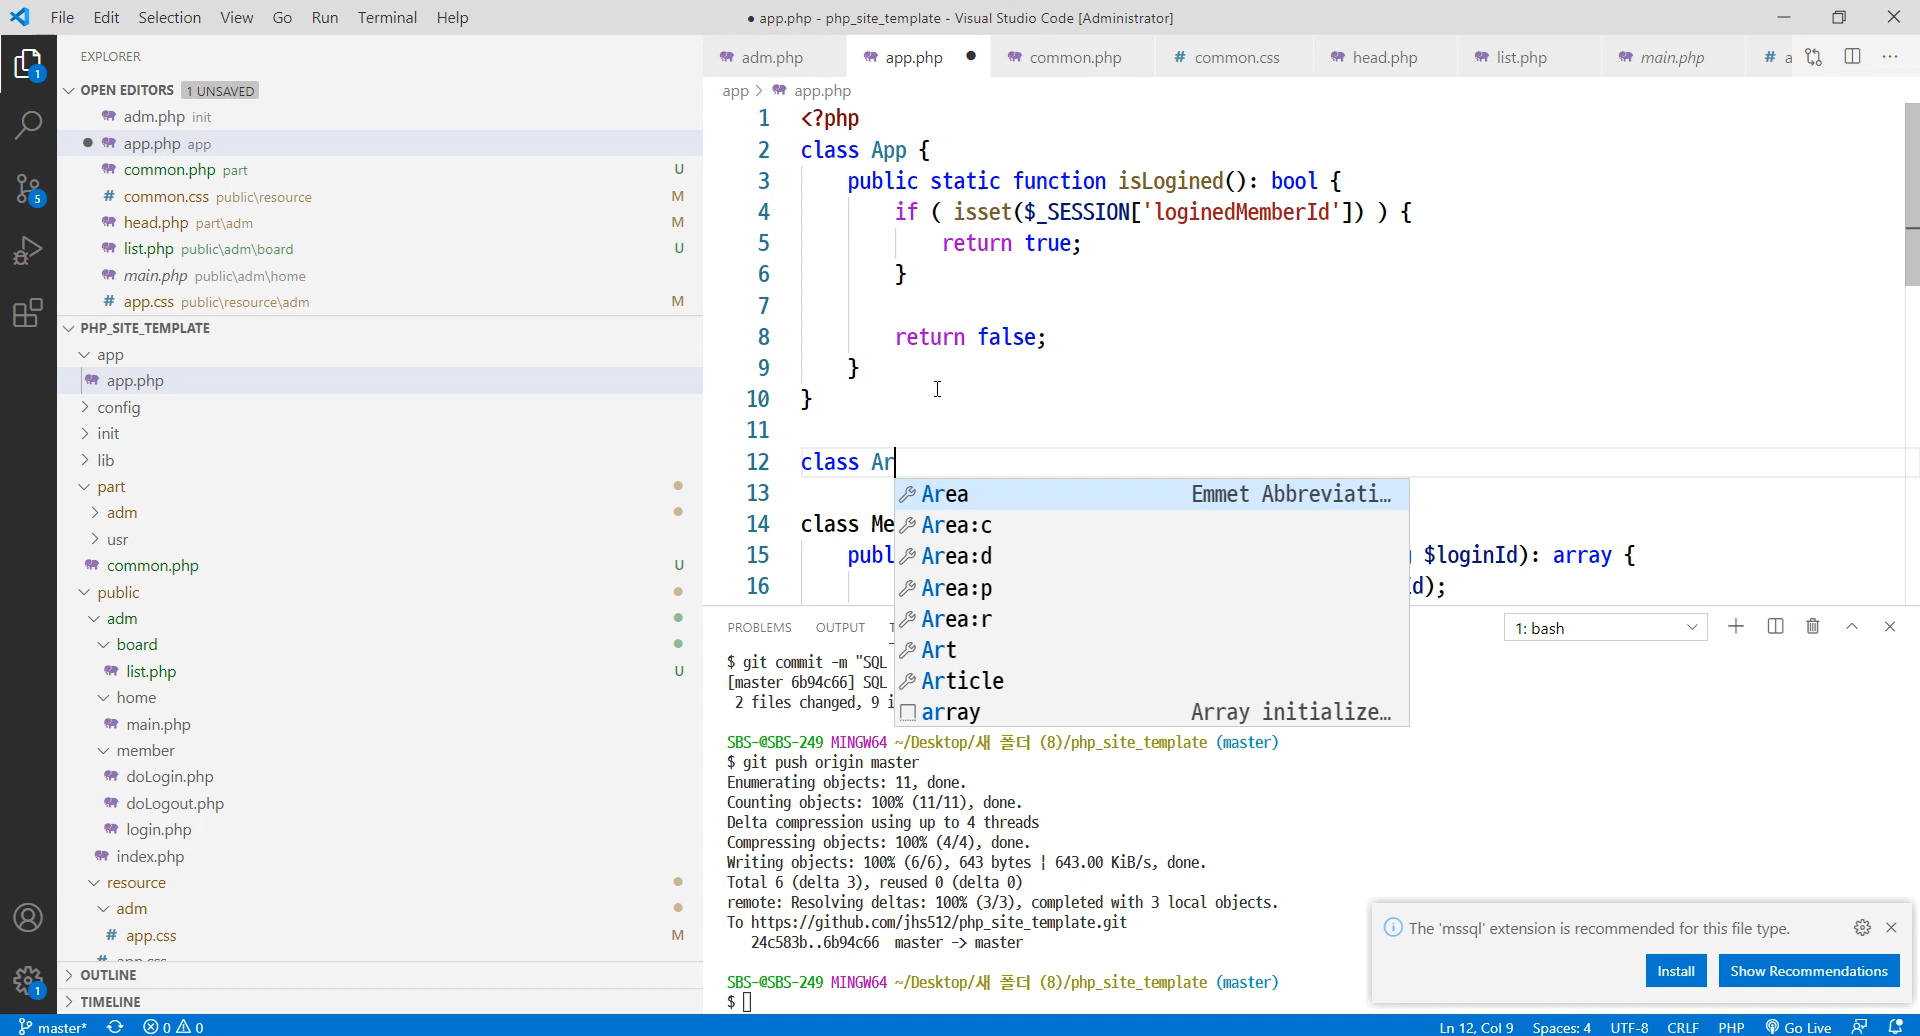 File Edit Selection View Go Run Terminal Help
● app.php - php_site_template - Visual Studio Code [Administrator]
EXPLORER
OPEN EDITORS 1 UNSAVED
adm.php init
app.php app
common.php part U
common.css public\resource M
head.php part\adm M
list.php public\adm\board U
main.php public\adm\home
app.css public\resource\adm M
PHP_SITE_TEMPLATE
app
app.php
config
init
lib
part
adm
usr
common.php U
public
adm
board
list.php U
home
main.php
member
doLogin.php
doLogout.php
login.php
index.php
resource
adm
app.css M
OUTLINE
TIMELINE
1
5
1
adm.php app.php common.php common.css head.php list.php main.php a
app > app.php
1 <?php
2 class App {
3 public static function isLogined(): bool {
4 if ( isset($_SESSION['loginedMemberId']) ) {
5 return true;
6 }
7
8 return false;
9 }
10 }
11
12 class Ar
13
14 class Me
15 publ $loginId): array {
16 d);
Area Emmet Abbreviati…
Area:c
Area:d
Area:p
Area:r
Art
Article
array Array initialize…
PROBLEMS OUTPUT
1: bash
$ git commit -m "SQL
[master 6b94c66] SQL
2 files changed, 9 i
SBS-@SBS-249 MINGW64 ~/Desktop/새 폴더 (8)/php_site_template (master)
$ git push origin master
Enumerating objects: 11, done.
Counting objects: 100% (11/11), done.
Delta compression using up to 4 threads
Compressing objects: 100% (4/4), done.
Writing objects: 100% (6/6), 643 bytes | 643.00 KiB/s, done.
Total 6 (delta 3), reused 0 (delta 0)
remote: Resolving deltas: 100% (3/3), completed with 3 local objects.
To https://github.com/jhs512/php_site_template.git
24c583b..6b94c66 master -> master
SBS-@SBS-249 MINGW64 ~/Desktop/새 폴더 (8)/php_site_template (master)
$
The 'mssql' extension is recommended for this file type.
Install Show Recommendations
master* 0 0
Ln 12, Col 9 Spaces: 4 UTF-8 CRLF PHP Go Live